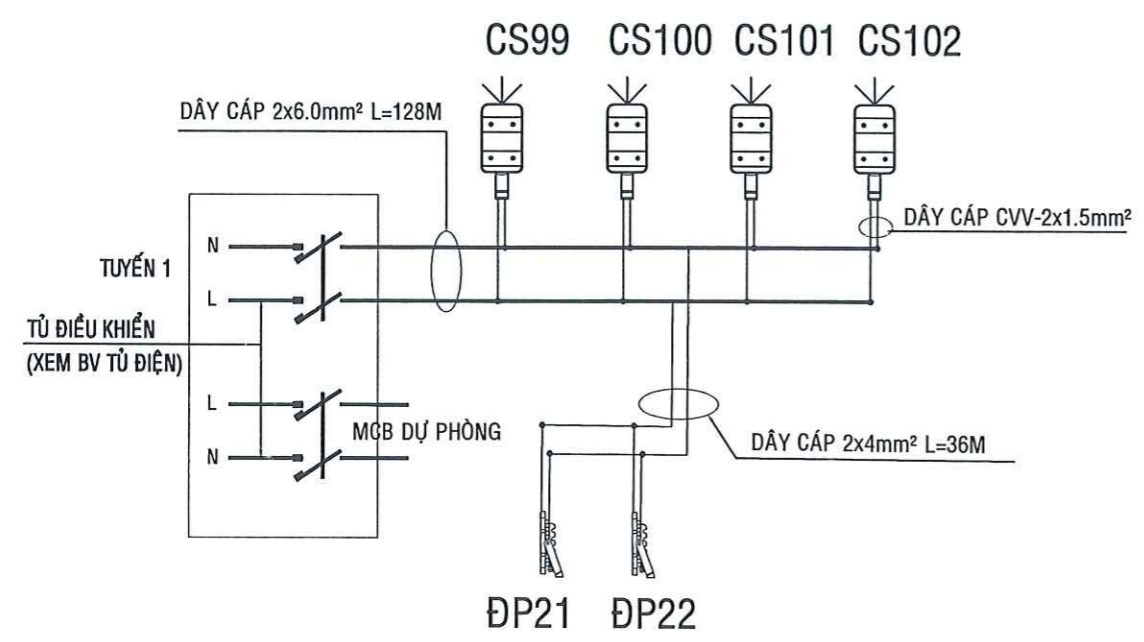 CS99 CS100 CS101 CS102
DÂY CÁP 2x6.0mm² L=128M
DÂY CÁP CVV-2x1.5mm²
N
TUYẾN 1
L
TỦ ĐIỀU KHIỂN
(XEM BV TỦ ĐIỆN)
L
MCB DỰ PHÒNG
N
DÂY CÁP 2x4mm² L=36M
ĐP21 ĐP22